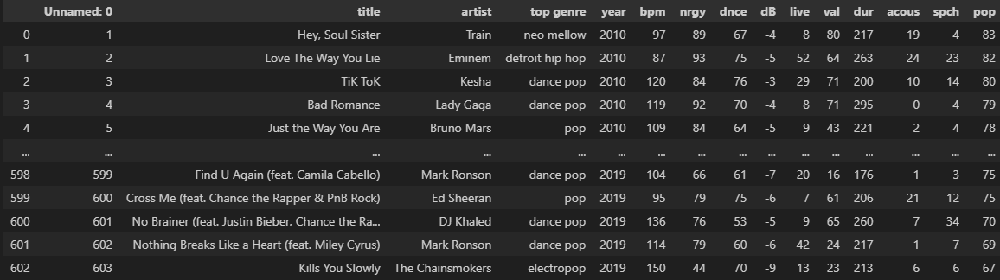 Unnamed: 0 title artist top genre year bpm nrgy dnce dB live val dur acous spch pop
0 1 Hey, Soul Sister Train neo mellow 2010 97 89 67 -4 8 80 217 19 4 83
1 2 Love The Way You Lie Eminem detroit hip hop 2010 87 93 75 -5 52 64 263 24 23 82
2 3 TiK ToK Kesha dance pop 2010 120 84 76 -3 29 71 200 10 14 80
3 4 Bad Romance Lady Gaga dance pop 2010 119 92 70 -4 8 71 295 0 4 79
4 5 Just the Way You Are Bruno Mars pop 2010 109 84 64 -5 9 43 221 2 4 78
... ... ... ... ... ... ... ... ... ... ... ... ... ... ... ...
598 599 Find U Again (feat. Camila Cabello) Mark Ronson dance pop 2019 104 66 61 -7 20 16 176 1 3 75
599 600 Cross Me (feat. Chance the Rapper & PnB Rock) Ed Sheeran pop 2019 95 79 75 -6 7 61 206 21 12 75
600 601 No Brainer (feat. Justin Bieber, Chance the Ra... DJ Khaled dance pop 2019 136 76 53 -5 9 65 260 7 34 70
601 602 Nothing Breaks Like a Heart (feat. Miley Cyrus) Mark Ronson dance pop 2019 114 79 60 -6 42 24 217 1 7 69
602 603 Kills You Slowly The Chainsmokers electropop 2019 150 44 70 -9 13 23 213 6 6 67